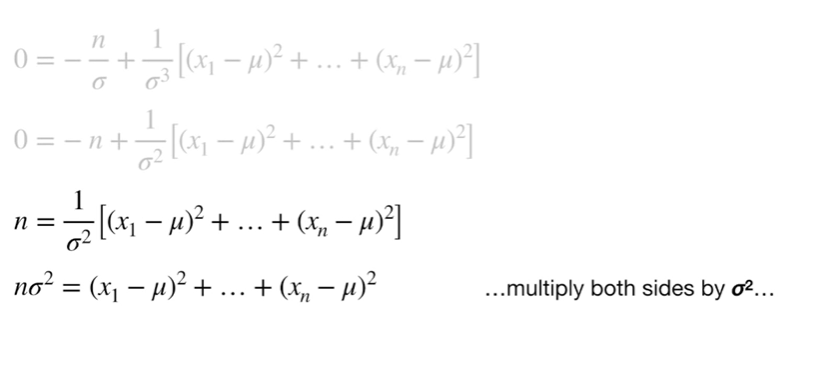 0 = − n/σ + 1/σ³ [(x₁ − μ)² + … + (xₙ − μ)²]
0 = − n + 1/σ² [(x₁ − μ)² + … + (xₙ − μ)²]
n = 1/σ² [(x₁ − μ)² + … + (xₙ − μ)²]
nσ² = (x₁ − μ)² + … + (xₙ − μ)² …multiply both sides by σ²…